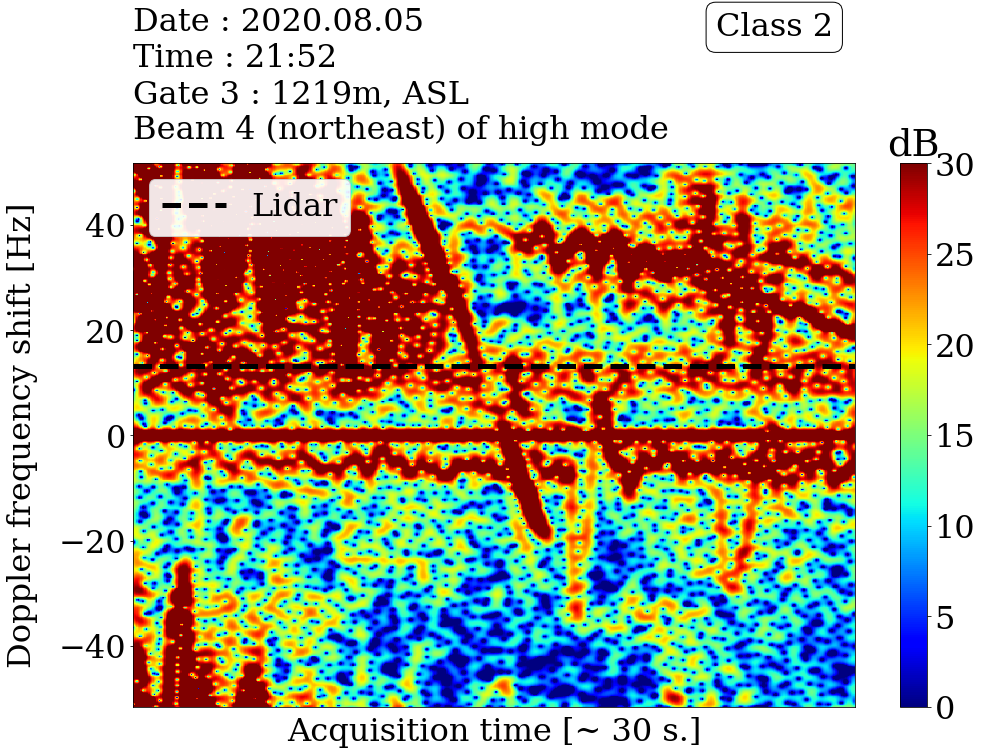 Date : 2020.08.05
Time : 21:52
Gate 3 : 1219m, ASL
Beam 4 (northeast) of high mode
Class 2
dB
Lidar
Doppler frequency shift [Hz]
40
20
0
−20
−40
Acquisition time [~ 30 s.]
30
25
20
15
10
5
0